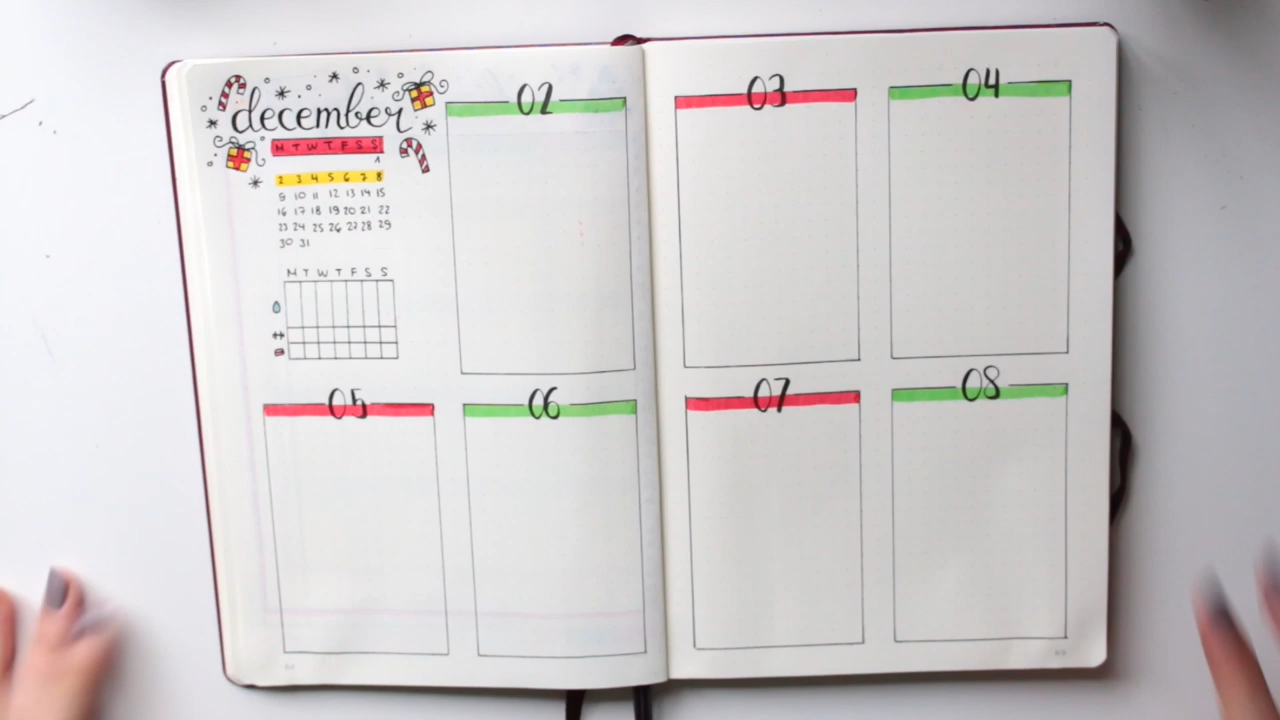 december
M T W T F S S
1
2 3 4 5 6 7 8
9 10 11 12 13 14 15
16 17 18 19 20 21 22
23 24 25 26 27 28 29
30 31
M T W T F S S
02
03
04
05
06
07
08